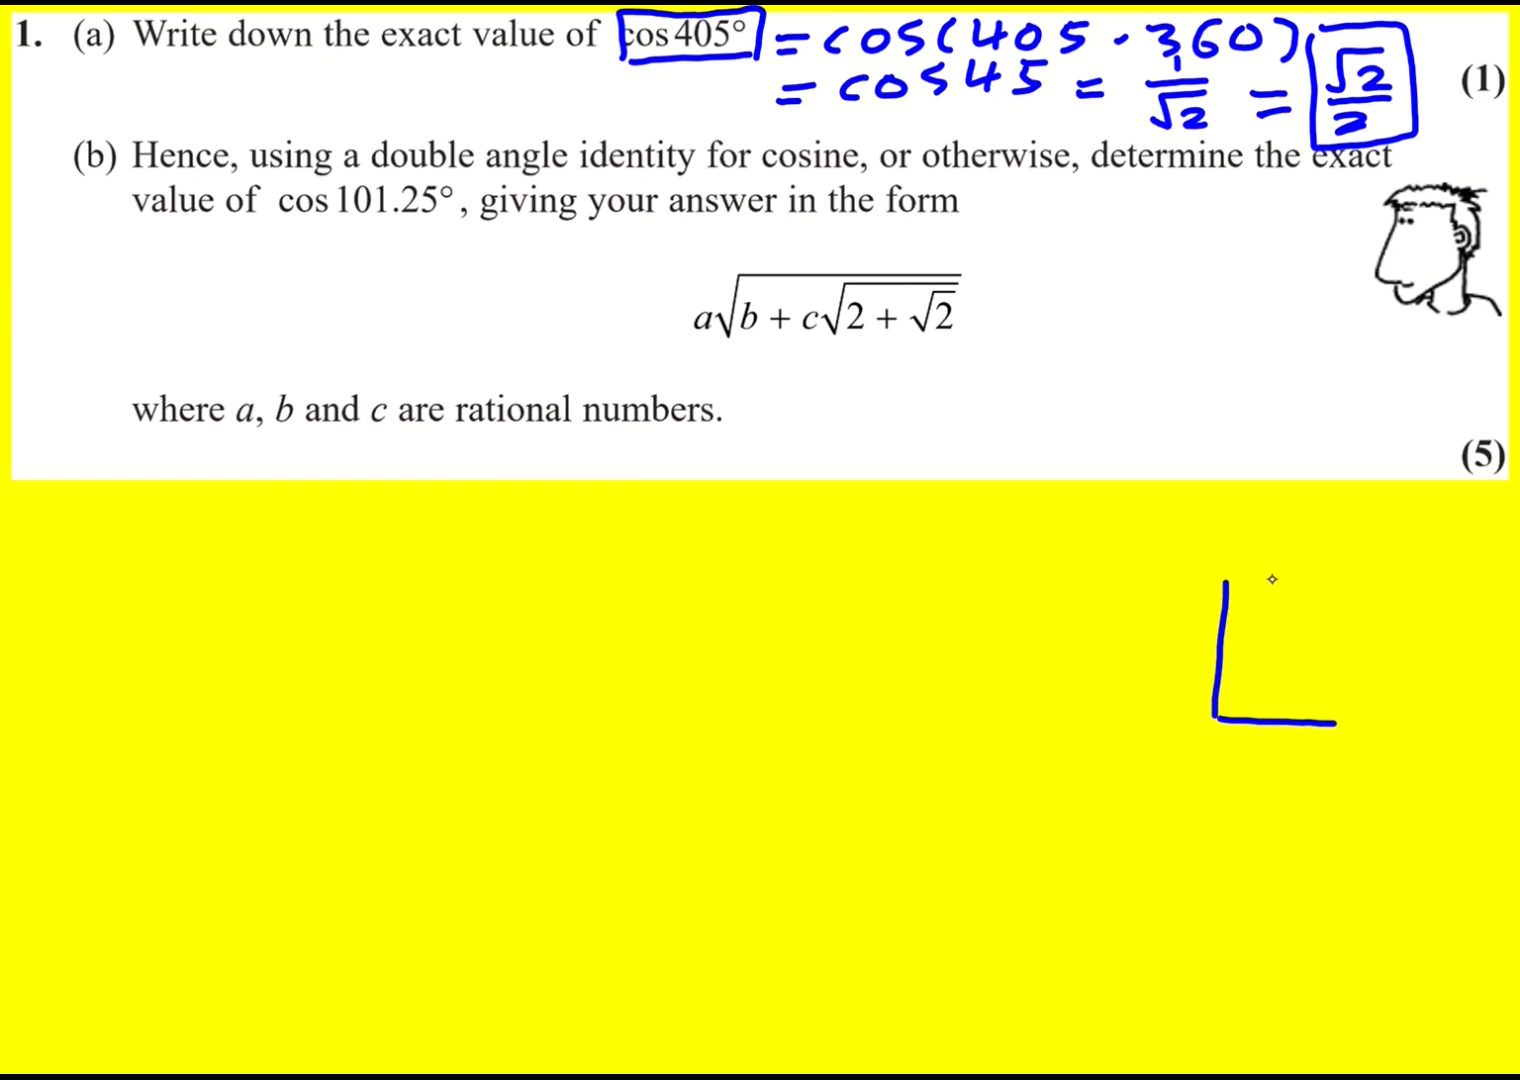 1. (a) Write down the exact value of cos 405° = cos(405 - 360)
= cos 45 = 1/√2 = √2/2
(1)
(b) Hence, using a double angle identity for cosine, or otherwise, determine the exact
value of cos 101.25°, giving your answer in the form
a√(b + c√(2 + √2))
where a, b and c are rational numbers.
(5)